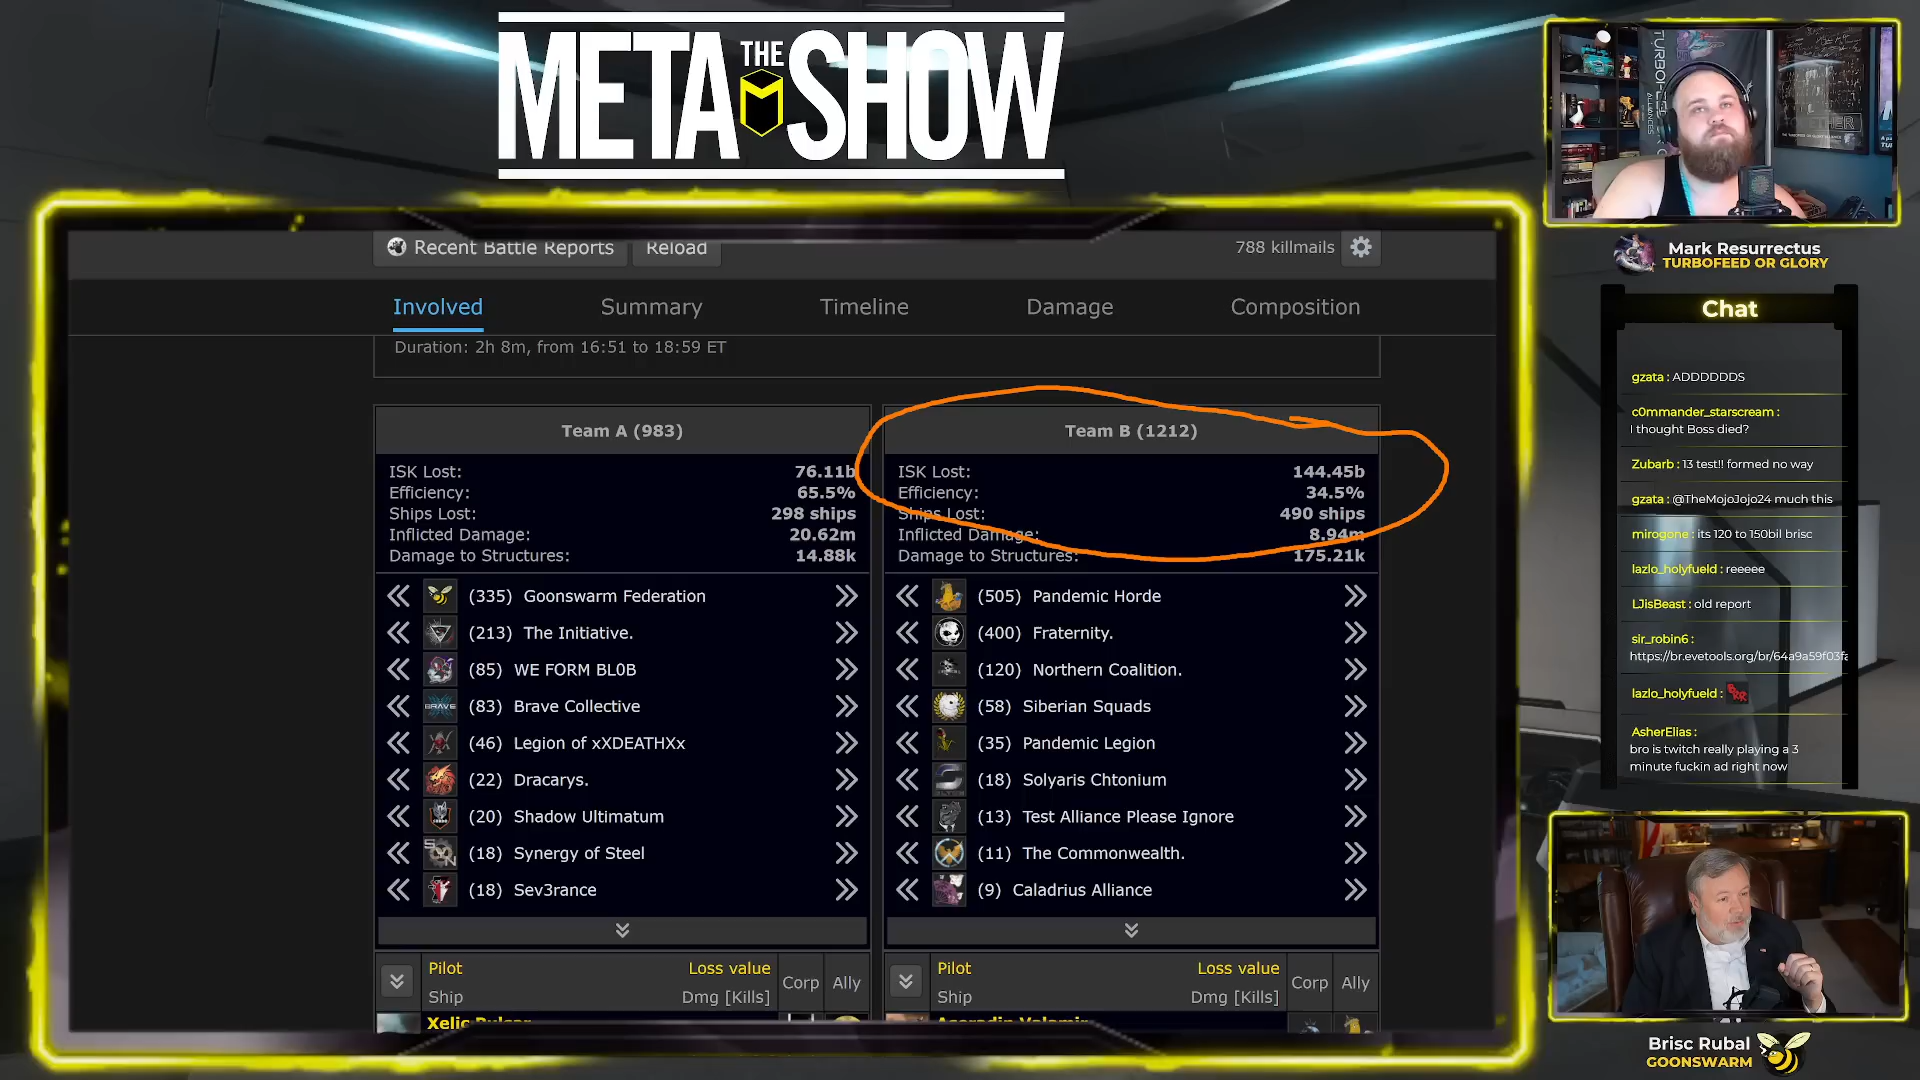 META THE SHOW
Recent Battle Reports
Reload
788 killmails
Involved
Summary
Timeline
Damage
Composition
Duration: 2h 8m, from 16:51 to 18:59 ET
Team A (983)
ISK Lost: 76.11b
Efficiency: 65.5%
Ships Lost: 298 ships
Inflicted Damage: 20.62m
Damage to Structures: 14.88k
(335) Goonswarm Federation
(213) The Initiative.
(85) WE FORM BL0B
(83) Brave Collective
(46) Legion of xXDEATHXx
(22) Dracarys.
(20) Shadow Ultimatum
(18) Synergy of Steel
(18) Sev3rance
Pilot Loss value
Ship Dmg [Kills] Corp Ally
Team B (1212)
ISK Lost: 144.45b
Efficiency: 34.5%
Ships Lost: 490 ships
Inflicted Damage: 8.94m
Damage to Structures: 175.21k
(505) Pandemic Horde
(400) Fraternity.
(120) Northern Coalition.
(58) Siberian Squads
(35) Pandemic Legion
(18) Solyaris Chtonium
(13) Test Alliance Please Ignore
(11) The Commonwealth.
(9) Caladrius Alliance
Pilot Loss value
Ship Dmg [Kills] Corp Ally
Mark Resurrectus
TURBOFEED OR GLORY
Chat
gzata : ADDDDDDS
c0mmander_starscream :
I thought Boss died?
Zubarb : 13 test!! formed no way
gzata : @TheMojoJojo24 much this
mirogone : its 120 to 150bil brisc
lazlo_holyfueld : reeeee
LJisBeast : old report
sir_robin6 :
https://br.evetools.org/br/64a9a59f03fa
lazlo_holyfueld :
AsherElias :
bro is twitch really playing a 3
minute fuckin ad right now
Brisc Rubal
GOONSWARM